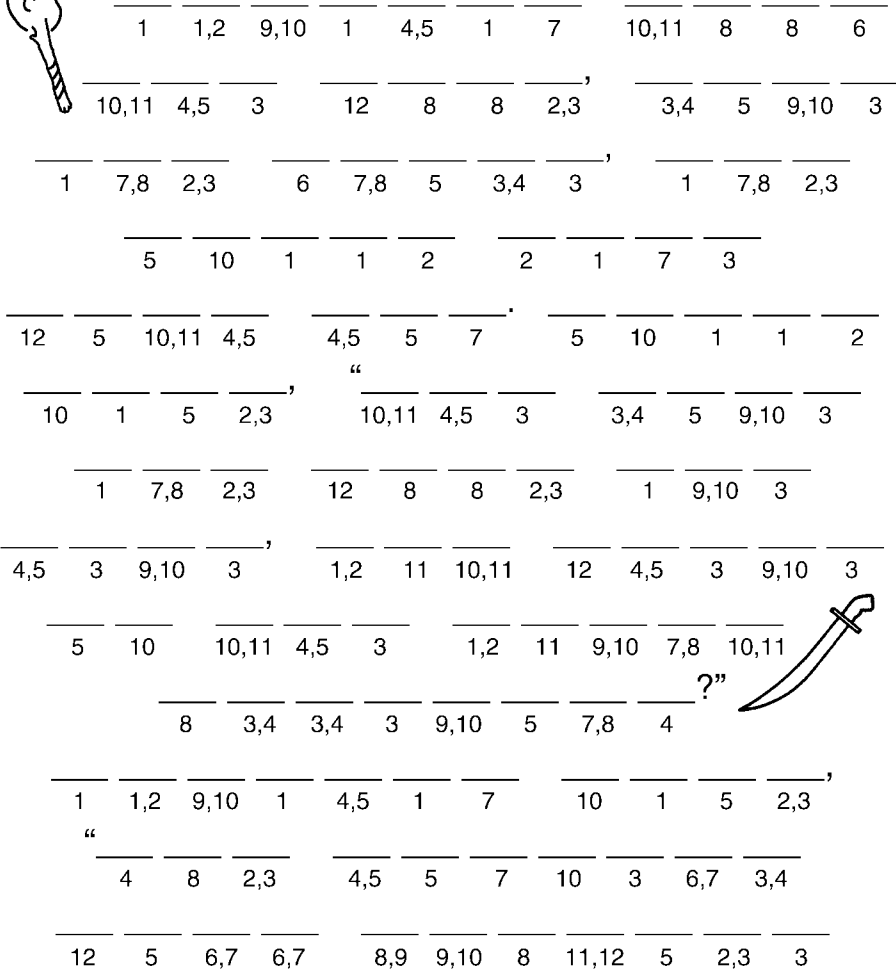 1 1,2 9,10 1 4,5 1 7 10,11 8 8 6
10,11 4,5 3 12 8 8 2,3 , 3,4 5 9,10 3
1 7,8 2,3 6 7,8 5 3,4 3 , 1 7,8 2,3
5 10 1 1 2 2 1 7 3
12 5 10,11 4,5 4,5 5 7 . 5 10 1 1 2
10 1 5 2,3 , “ 10,11 4,5 3 3,4 5 9,10 3
1 7,8 2,3 12 8 8 2,3 1 9,10 3
4,5 3 9,10 3 , 1,2 11 10,11 12 4,5 3 9,10 3
5 10 10,11 4,5 3 1,2 11 9,10 7,8 10,11
8 3,4 3,4 3 9,10 5 7,8 4 ?”
1 1,2 9,10 1 4,5 1 7 10 1 5 2,3 ,
“ 4 8 2,3 4,5 5 7 10 3 6,7 3,4
12 5 6,7 6,7 8,9 9,10 8 11,12 5 2,3 3